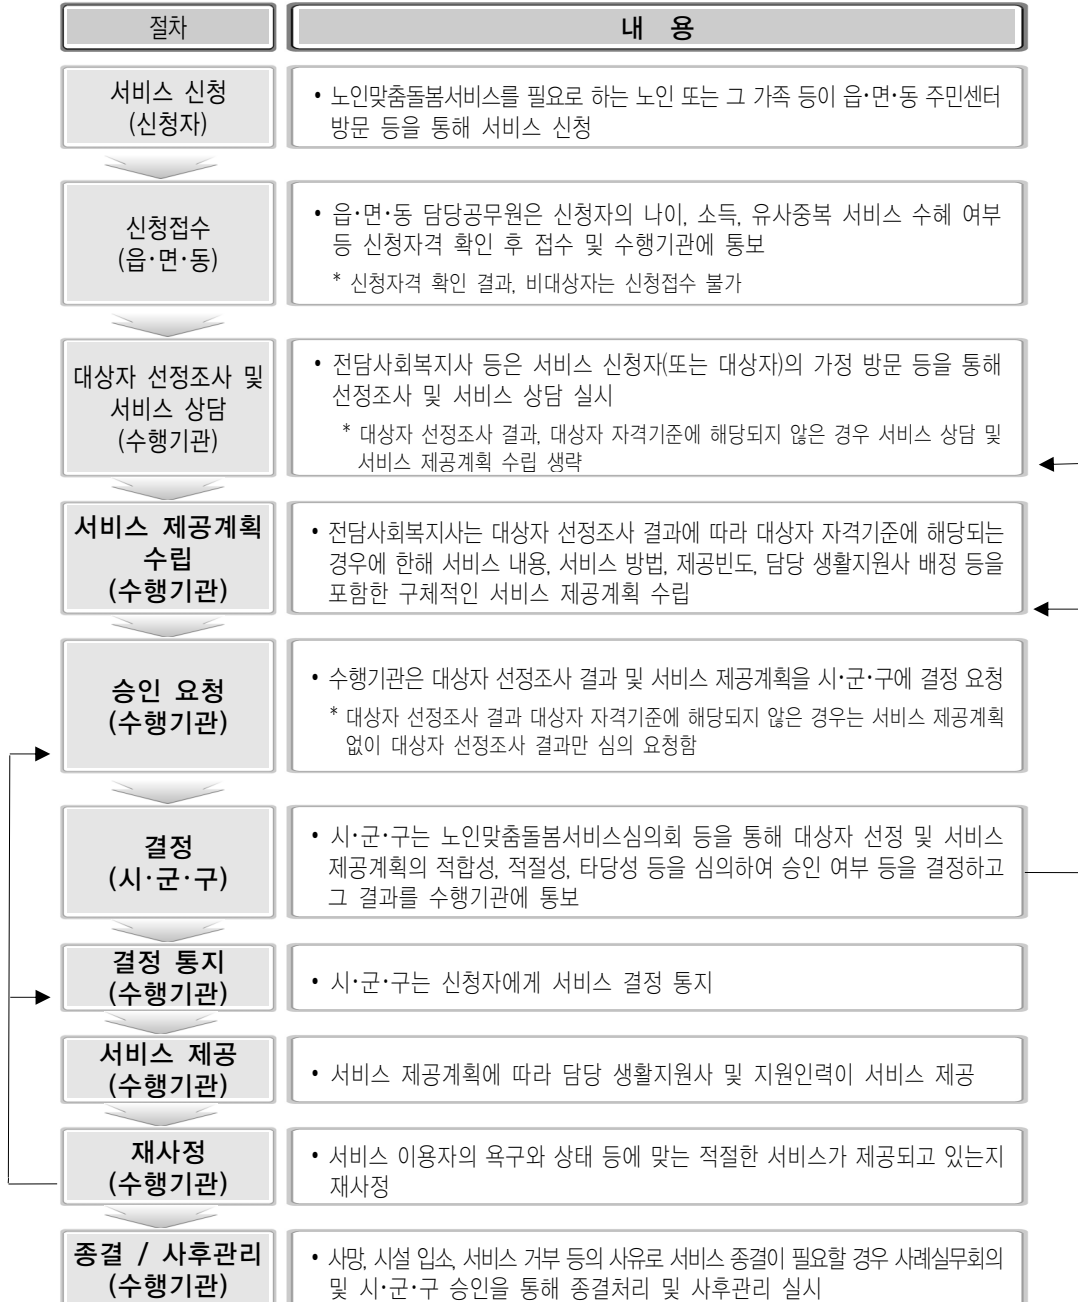 절차
내 용
서비스 신청
(신청자)
• 노인맞춤돌봄서비스를 필요로 하는 노인 또는 그 가족 등이 읍·면·동 주민센터
방문 등을 통해 서비스 신청
신청접수
(읍·면·동)
• 읍·면·동 담당공무원은 신청자의 나이, 소득, 유사중복 서비스 수혜 여부
등 신청자격 확인 후 접수 및 수행기관에 통보
* 신청자격 확인 결과, 비대상자는 신청접수 불가
대상자 선정조사 및
서비스 상담
(수행기관)
• 전담사회복지사 등은 서비스 신청자(또는 대상자)의 가정 방문 등을 통해
선정조사 및 서비스 상담 실시
* 대상자 선정조사 결과, 대상자 자격기준에 해당되지 않은 경우 서비스 상담 및
서비스 제공계획 수립 생략
서비스 제공계획
수립
(수행기관)
• 전담사회복지사는 대상자 선정조사 결과에 따라 대상자 자격기준에 해당되는
경우에 한해 서비스 내용, 서비스 방법, 제공빈도, 담당 생활지원사 배정 등을
포함한 구체적인 서비스 제공계획 수립
승인 요청
(수행기관)
• 수행기관은 대상자 선정조사 결과 및 서비스 제공계획을 시·군·구에 결정 요청
* 대상자 선정조사 결과 대상자 자격기준에 해당되지 않은 경우는 서비스 제공계획
없이 대상자 선정조사 결과만 심의 요청함
결정
(시·군·구)
• 시·군·구는 노인맞춤돌봄서비스심의회 등을 통해 대상자 선정 및 서비스
제공계획의 적합성, 적절성, 타당성 등을 심의하여 승인 여부 등을 결정하고
그 결과를 수행기관에 통보
결정 통지
(수행기관)
• 시·군·구는 신청자에게 서비스 결정 통지
서비스 제공
(수행기관)
• 서비스 제공계획에 따라 담당 생활지원사 및 지원인력이 서비스 제공
재사정
(수행기관)
• 서비스 이용자의 욕구와 상태 등에 맞는 적절한 서비스가 제공되고 있는지
재사정
종결 / 사후관리
(수행기관)
• 사망, 시설 입소, 서비스 거부 등의 사유로 서비스 종결이 필요할 경우 사례실무회의
및 시·군·구 승인을 통해 종결처리 및 사후관리 실시